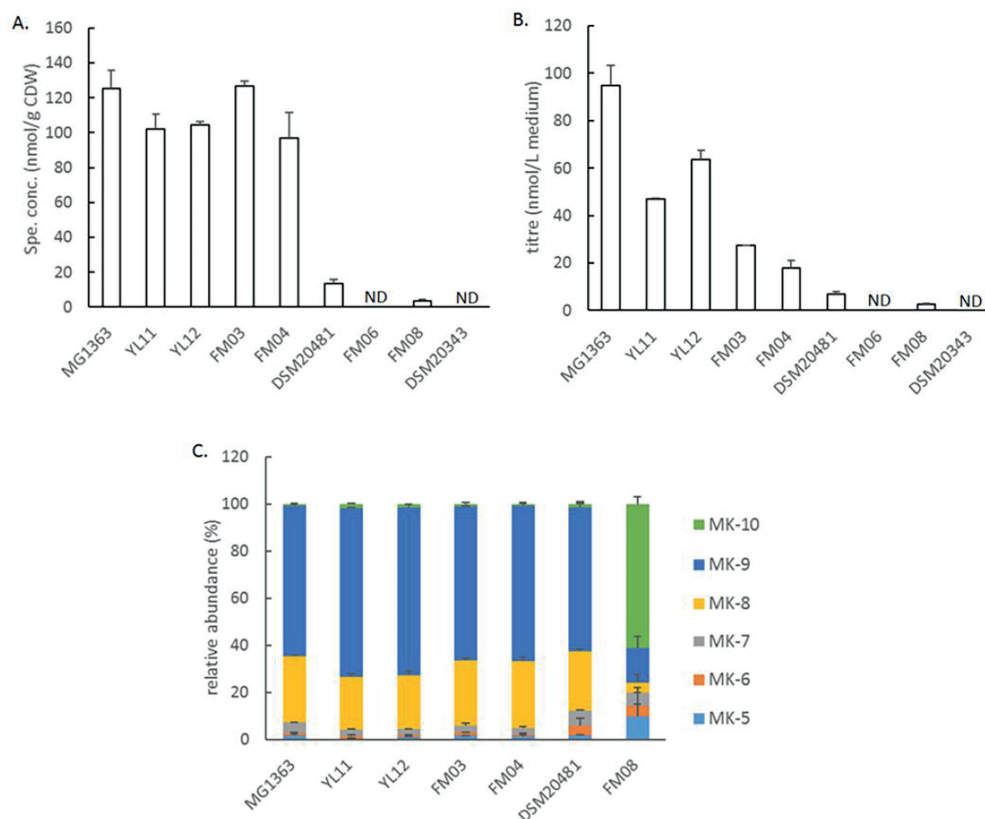 A.
Spe. conc. (nmol/g CDW)
160
140
120
100
80
60
40
20
0
ND
ND
MG1363
YL11
YL12
FM03
FM04
DSM20481
FM06
FM08
DSM20343
B.
titre (nmol/L medium)
120
100
80
60
40
20
0
ND
ND
MG1363
YL11
YL12
FM03
FM04
DSM20481
FM06
FM08
DSM20343
C.
relative abundance (%)
120
100
80
60
40
20
0
MG1363
YL11
YL12
FM03
FM04
DSM20481
FM08
MK-10
MK-9
MK-8
MK-7
MK-6
MK-5